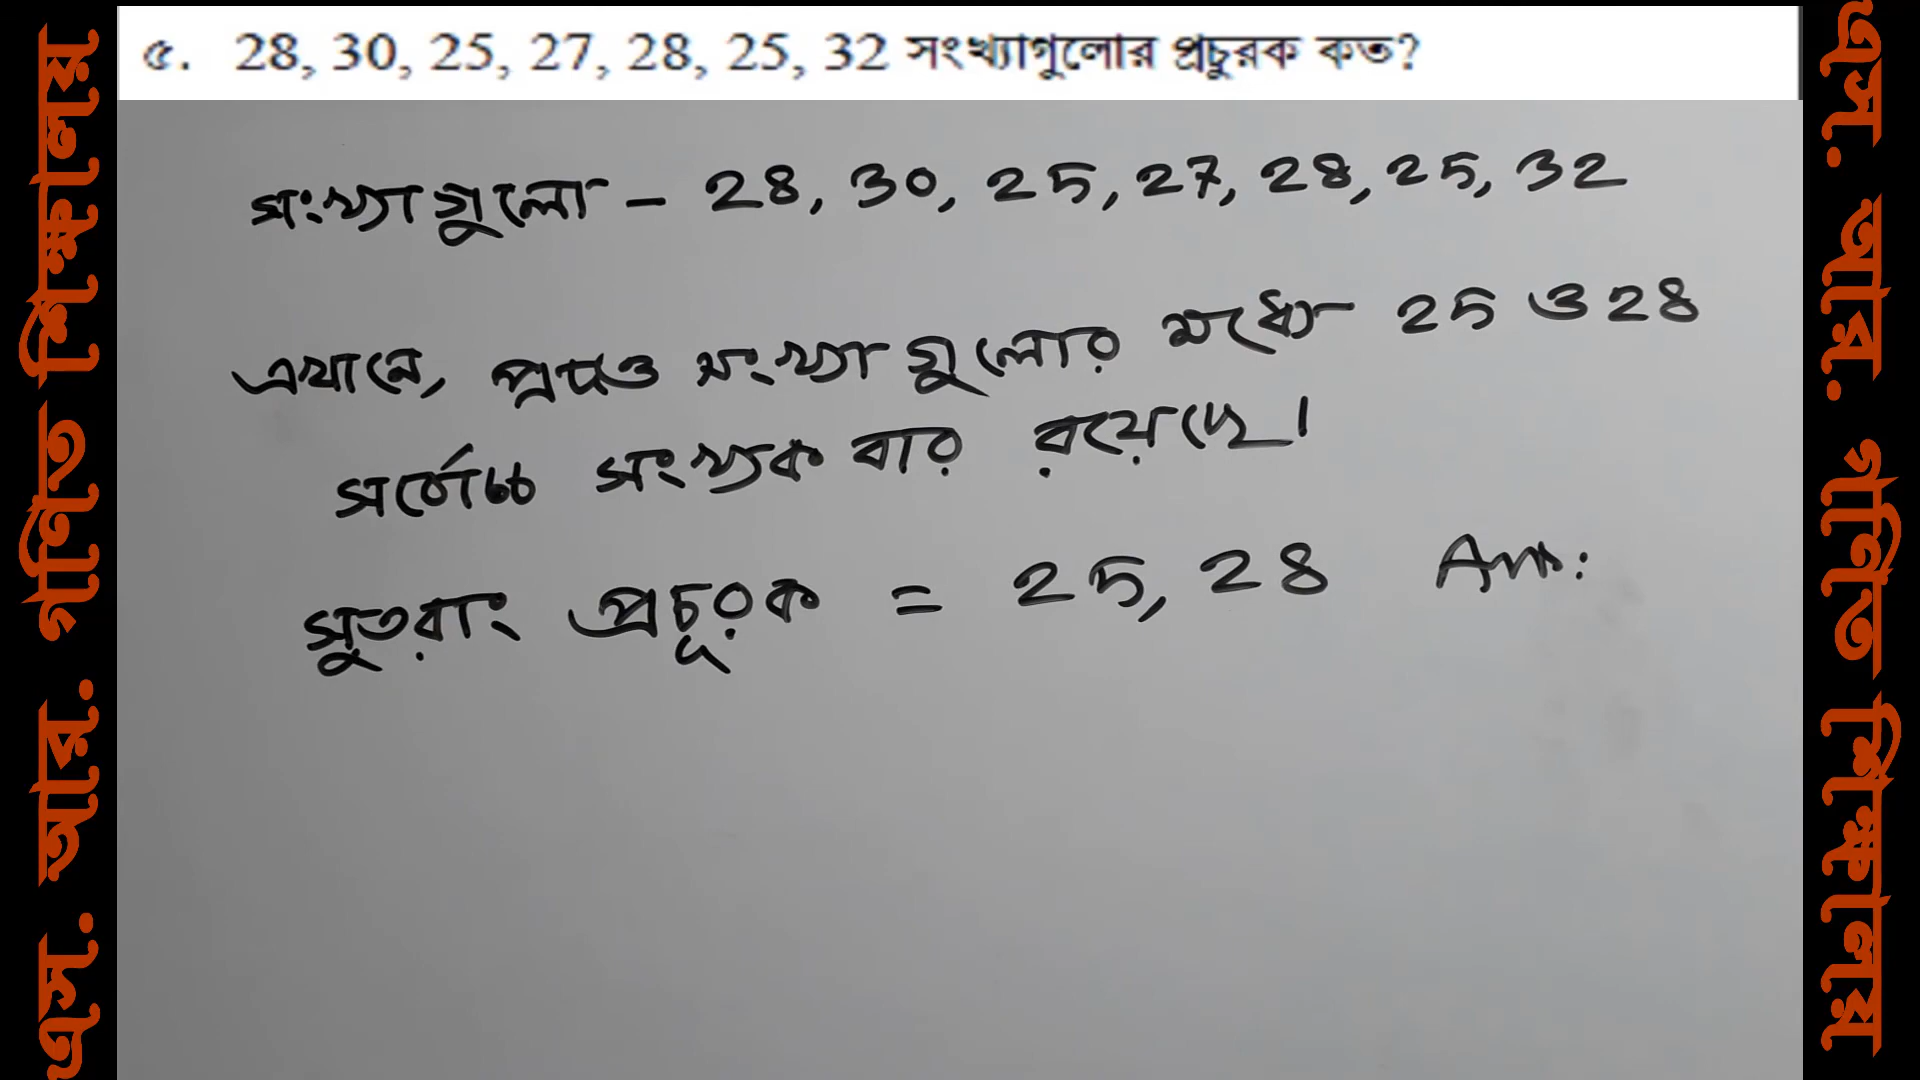 ৫. 28, 30, 25, 27, 28, 25, 32 সংখ্যাগুলোর প্রচুরক কত?
সংখ্যাগুলো - 28, 30, 25, 27, 28, 25, 32
এখানে, প্রদত্ত সংখ্যাগুলোর মধ্যে 25 ও 28
সর্বোচ্চ সংখ্যক বার রয়েছে।
সুতরাং প্রচূরক = 25, 28 Ans:
এস. আর. গনিত শিক্ষালয়
এস. আর. গনিত শিক্ষালয়